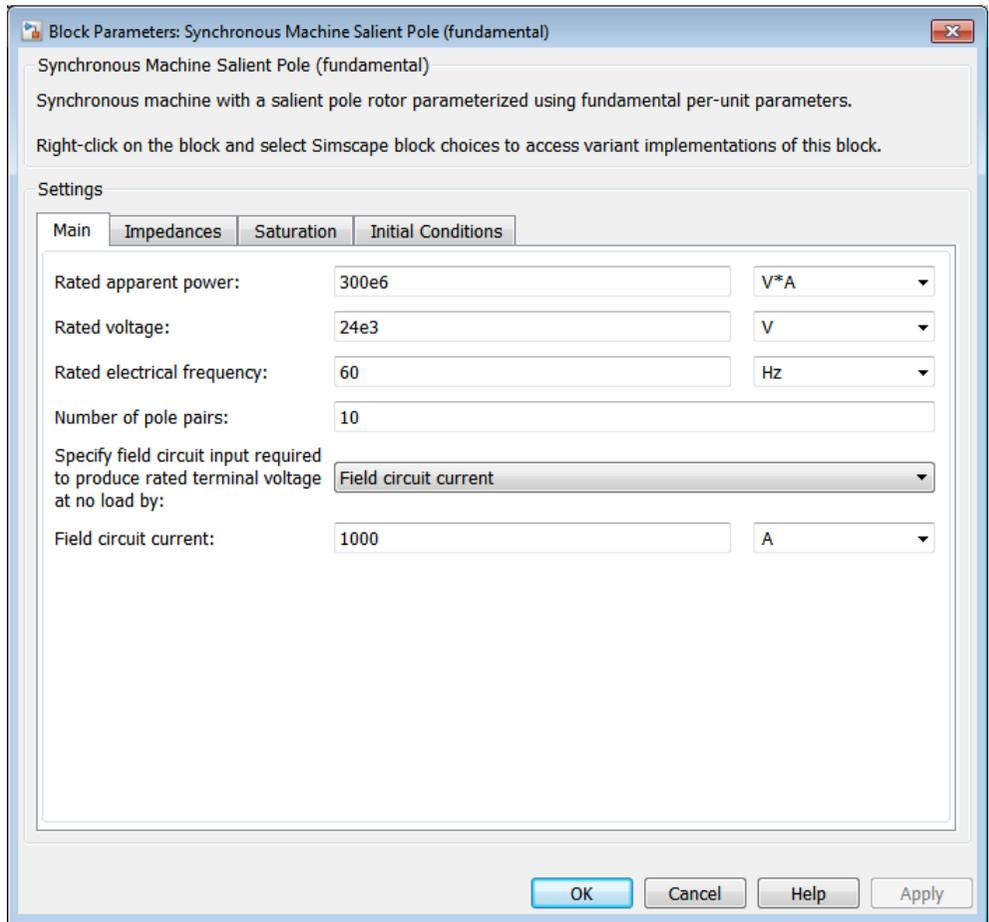 Block Parameters: Synchronous Machine Salient Pole (fundamental)
Synchronous Machine Salient Pole (fundamental)
Synchronous machine with a salient pole rotor parameterized using fundamental per-unit parameters.
Right-click on the block and select Simscape block choices to access variant implementations of this block.
Settings
Main Impedances Saturation Initial Conditions
Rated apparent power: 300e6 V*A
Rated voltage: 24e3 V
Rated electrical frequency: 60 Hz
Number of pole pairs: 10
Specify field circuit input required
to produce rated terminal voltage Field circuit current
at no load by:
Field circuit current: 1000 A
OK Cancel Help Apply